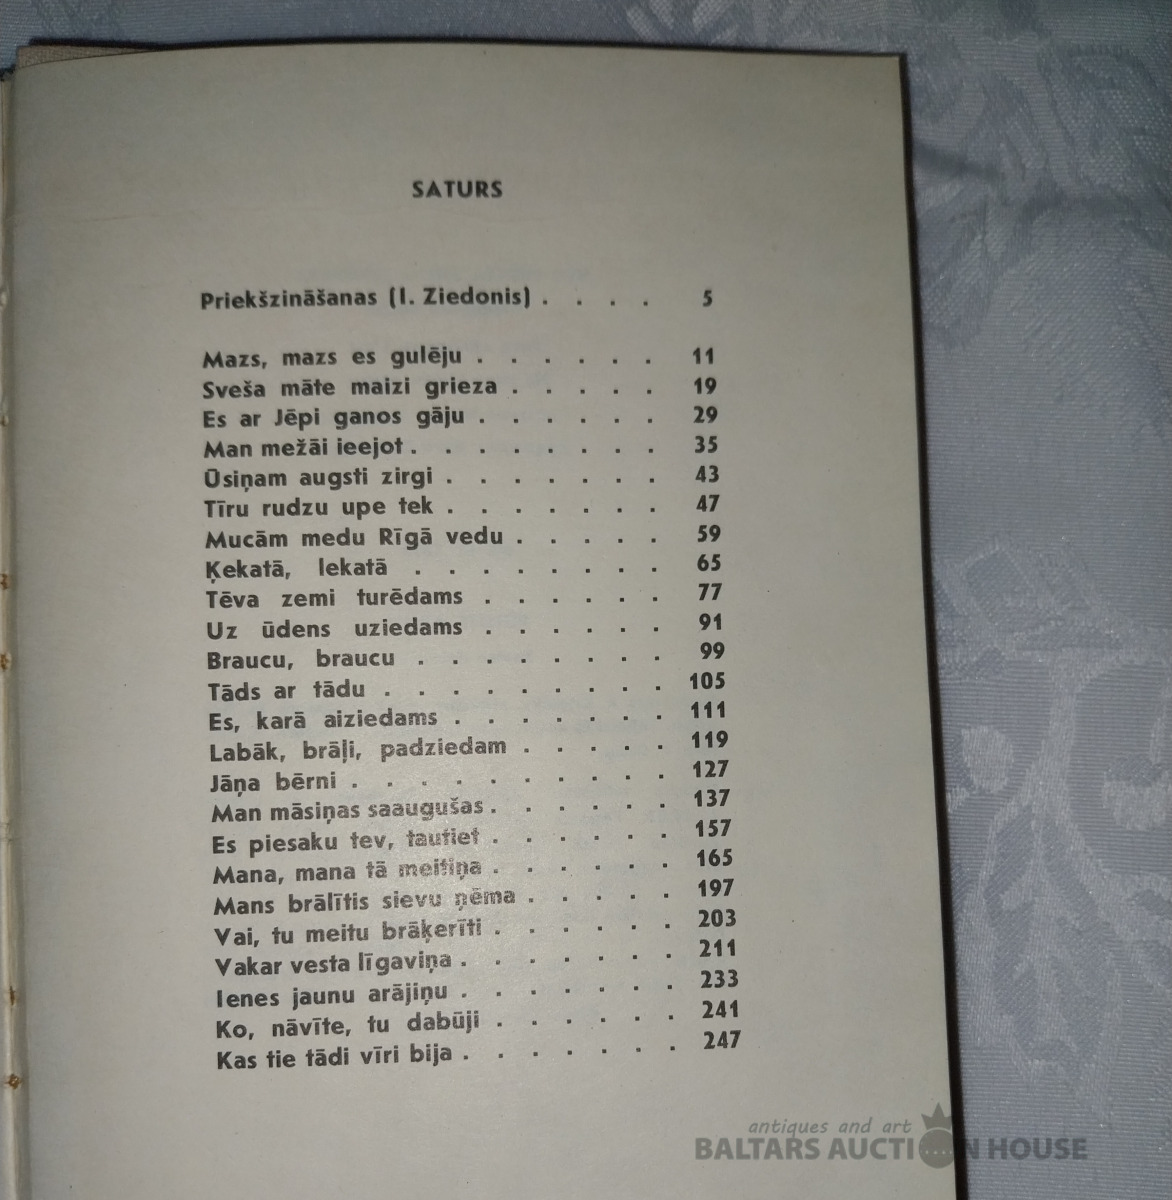 SATURS
Priekšzināšanas (I. Ziedonis) . . . . 5
Mazs, mazs es gulēju . . . . . . 11
Sveša māte maizi grieza . . . . . 19
Es ar Jēpi ganos gāju . . . . . . 29
Man mežāi ieejot . . . . . . . . 35
Ūsiņam augsti zirgi . . . . . . . 43
Tīru rudzu upe tek . . . . . . . 47
Mucām medu Rīgā vedu . . . . . 59
Ķekatā, lekatā . . . . . . . . 65
Tēva zemi turēdams . . . . . . 77
Uz ūdens uziedams . . . . . . 91
Braucu, braucu . . . . . . . . 99
Tāds ar tādu . . . . . . . . . 105
Es, karā aiziedams . . . . . . . 111
Labāk, brāļi, padziedam . . . . . 119
Jāņa bērni . . . . . . . . . . 127
Man māsiņas saaugušas . . . . . . 137
Es piesaku tev, tautiet . . . . . . 157
Mana, mana tā meitiņa . . . . . . 165
Mans brālītis sievu ņēma . . . . . 197
Vai, tu meitu brāķerīti . . . . . . 203
Vakar vesta līgaviņa . . . . . . . 211
Ienes jaunu arājiņu . . . . . . . 233
Ko, nāvīte, tu dabūji . . . . . . 241
Kas tie tādi vīri bija . . . . . . . 247
antiques and art
BALTARS AUCTION HOUSE